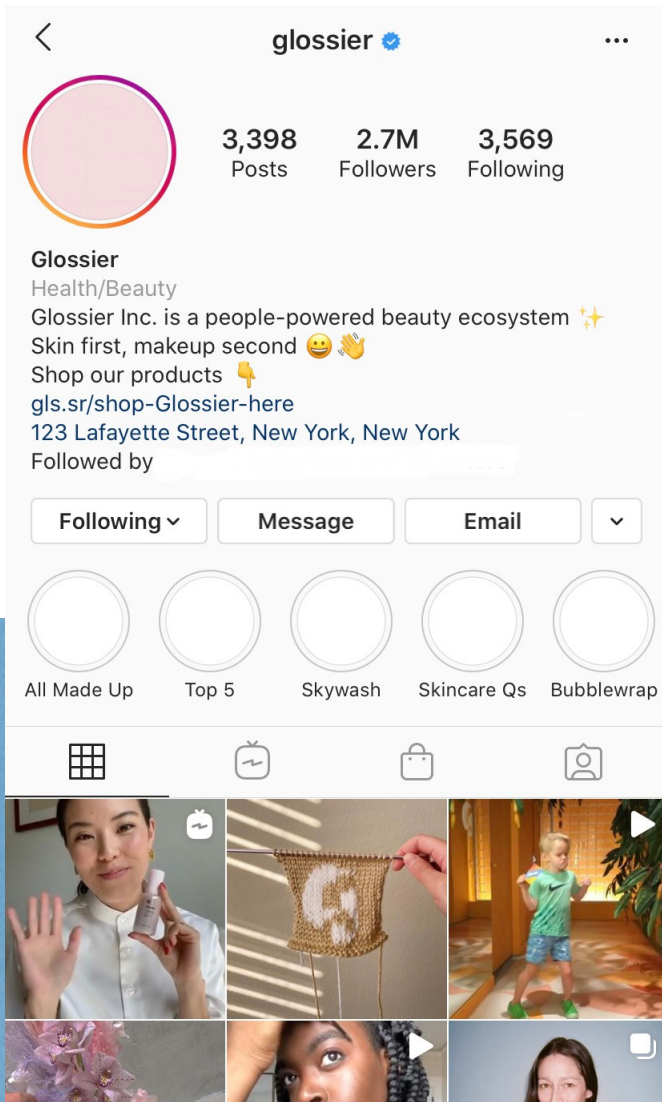 glossier
3,398 2.7M 3,569
Posts Followers Following
Glossier
Health/Beauty
Glossier Inc. is a people-powered beauty ecosystem ✨
Skin first, makeup second 😀👋
Shop our products 👇
gls.sr/shop-Glossier-here
123 Lafayette Street, New York, New York
Followed by
Following Message Email
All Made Up Top 5 Skywash Skincare Qs Bubblewrap
G